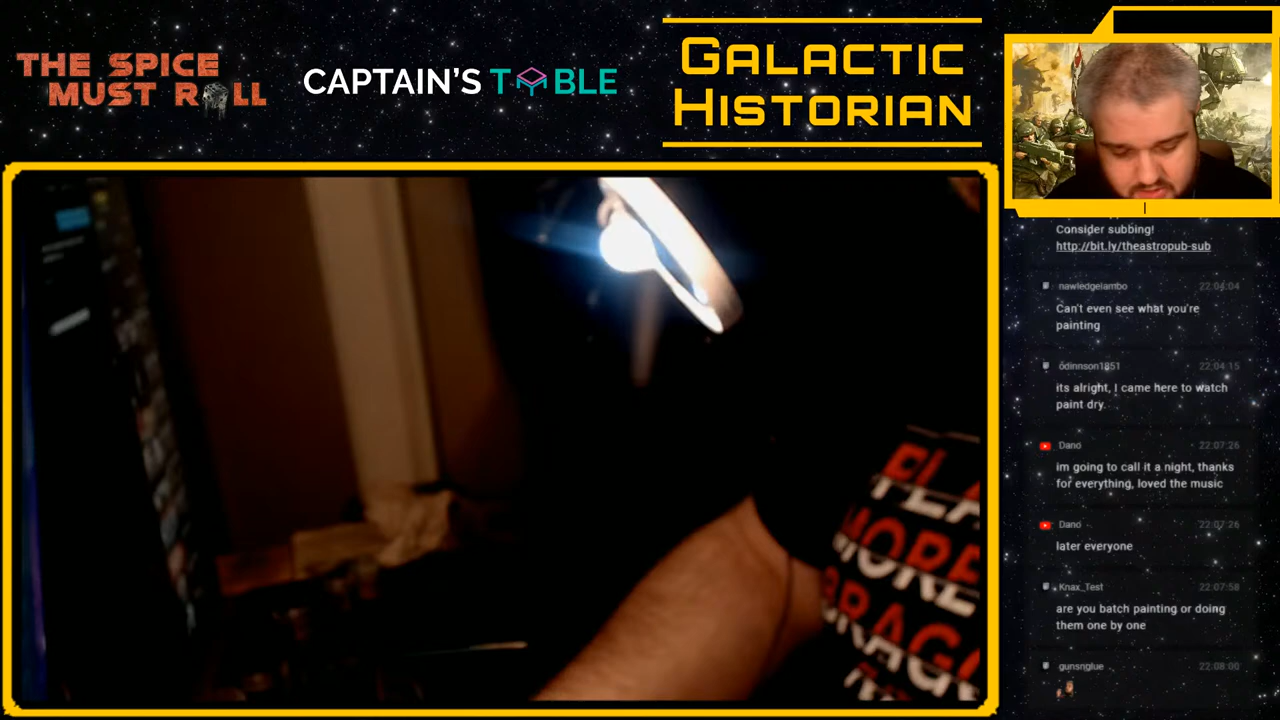 THE SPICE
MUST ROLL
CAPTAIN'S TABLE
GALACTIC
HISTORIAN
Consider subbing!
http://bit.ly/theastropub-sub
nawledgelambo 22:04:04
Can't even see what you're
painting
odinnson1851 22:04:15
its alright, I came here to watch
paint dry.
Dano 22:07:26
im going to call it a night, thanks
for everything, loved the music
Dano 22:07:26
later everyone
Knax_Test 22:07:58
are you batch painting or doing
them one by one
gunsnglue 22:08:00
MORE